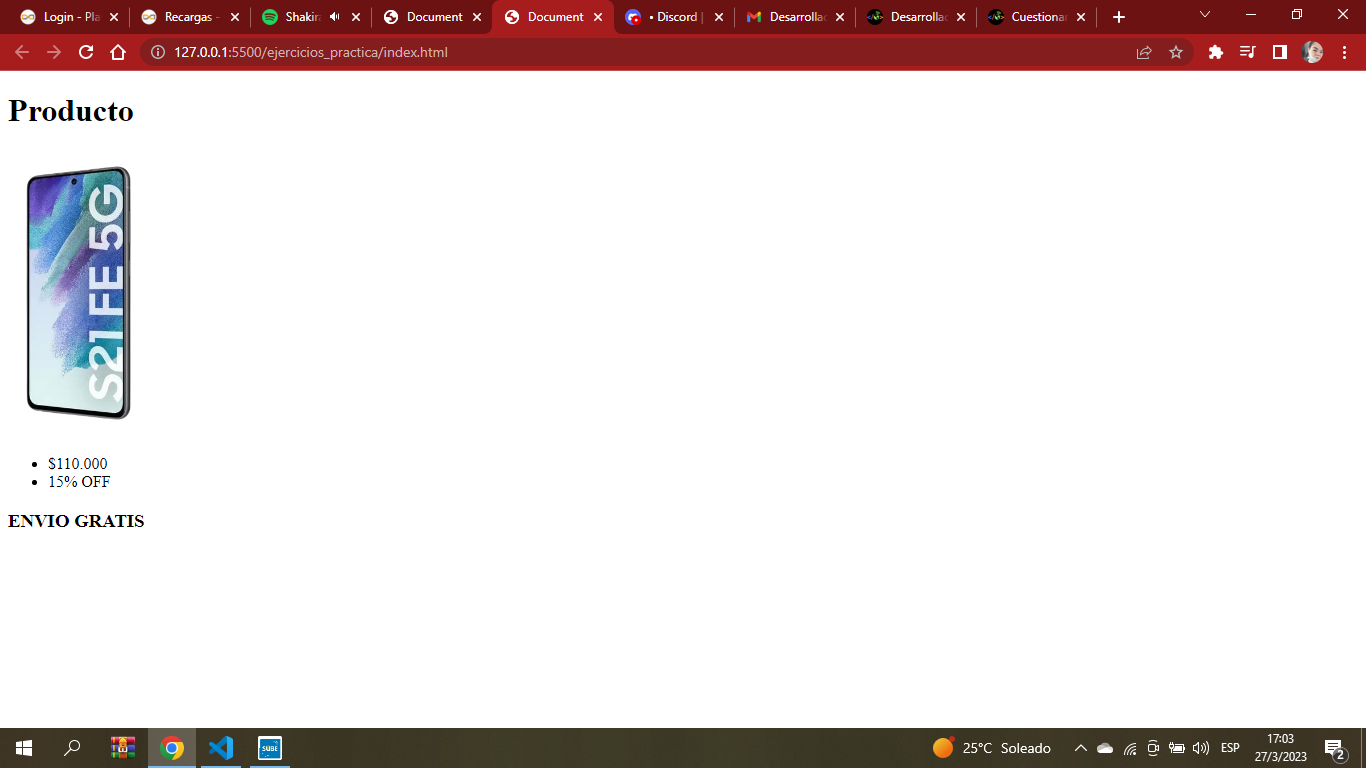 Login - Pla
Recargas -
Shakira
Document
Document
• Discord |
Desarrollac
Desarrollac
Cuestionar
127.0.0.1:5500/ejercicios_practica/index.html
Producto
S21 FE 5G
$110.000
15% OFF
ENVIO GRATIS
SUBE
25°C Soleado
ESP
17:03
27/3/2023
2